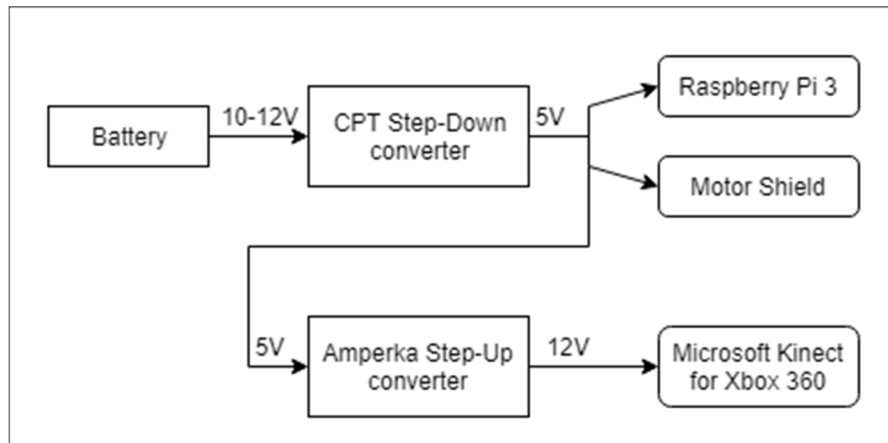 Battery
10-12V
CPT Step-Down
converter
5V
Raspberry Pi 3
Motor Shield
5V
Amperka Step-Up
converter
12V
Microsoft Kinect
for Xbox 360